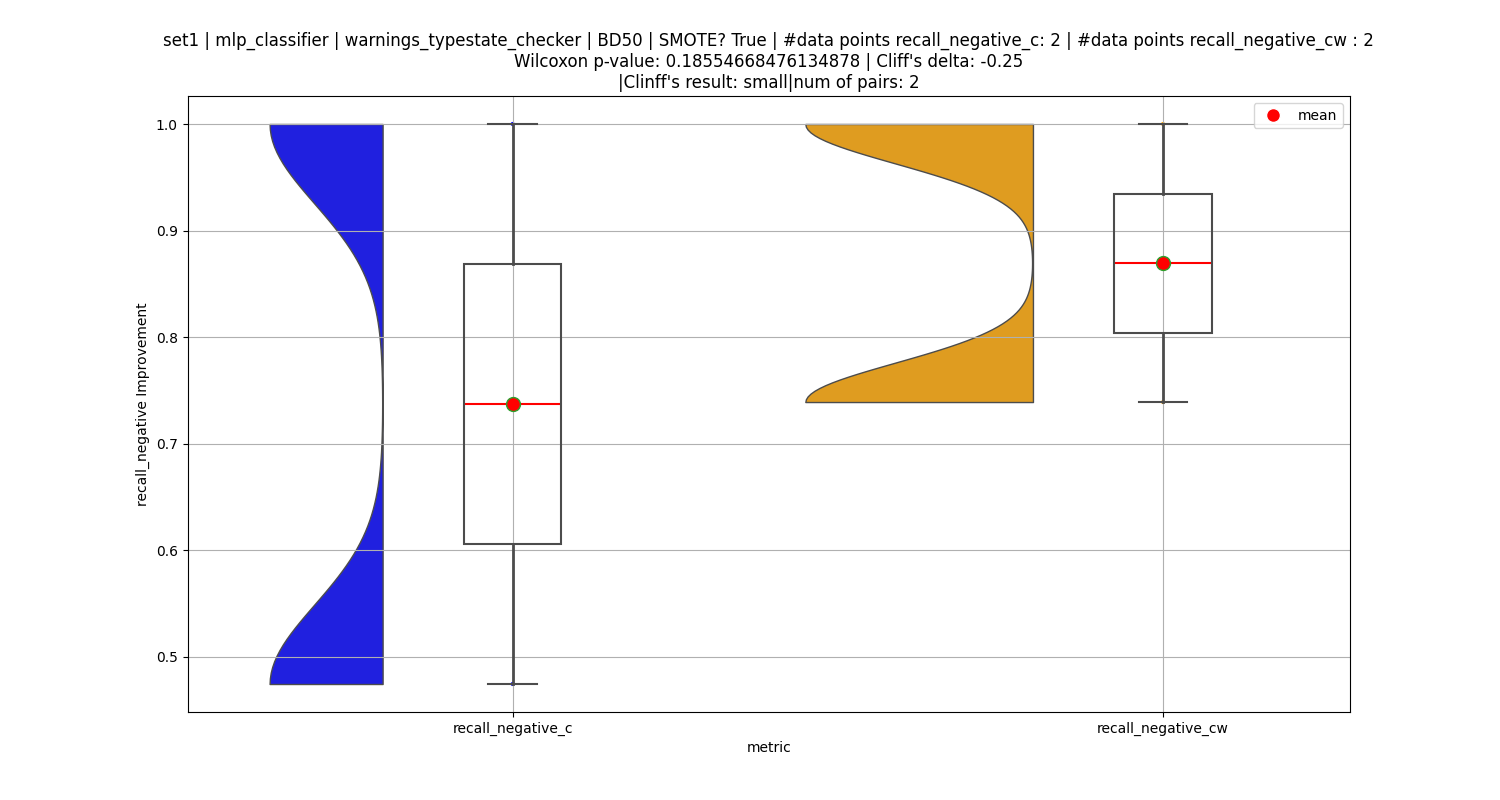 set1 | mlp_classifier | warnings_typestate_checker | BD50 | SMOTE? True | #data points recall_negative_c: 2 | #data points recall_negative_cw : 2
Wilcoxon p-value: 0.18554668476134878 | Cliff's delta: -0.25
|Clinff's result: small|num of pairs: 2
mean
1.0
0.9
0.8
0.7
0.6
0.5
recall_negative Improvement
recall_negative_c
recall_negative_cw
metric